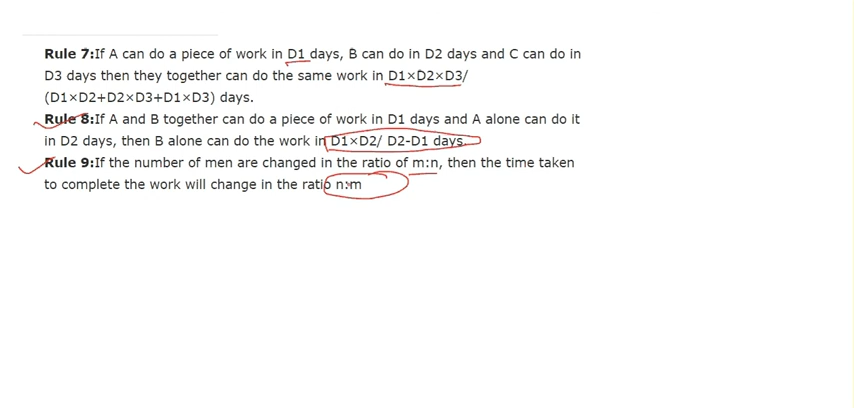 Rule 7:If A can do a piece of work in D1 days, B can do in D2 days and C can do in
D3 days then they together can do the same work in D1×D2×D3/
(D1×D2+D2×D3+D1×D3) days.
Rule 8:If A and B together can do a piece of work in D1 days and A alone can do it
in D2 days, then B alone can do the work in D1×D2/ D2-D1 days.
Rule 9:If the number of men are changed in the ratio of m:n, then the time taken
to complete the work will change in the ratio n:m